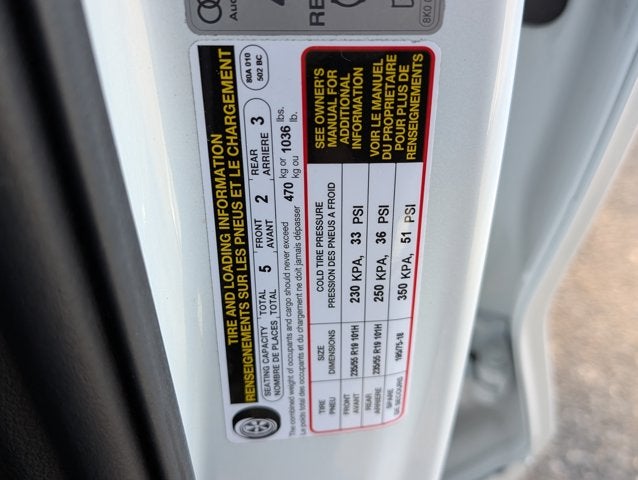 TIRE AND LOADING INFORMATION
RENSEIGNEMENTS SUR LES PNEUS ET LE CHARGEMENT
80A 010
502 BC
SEATING CAPACITY TOTAL 5 FRONT 2 REAR 3
NOMBRE DE PLACES TOTAL AVANT ARRIÈRE
The combined weight of occupants and cargo should never exceed 470 kg or 1036 lbs.
Le poids total des occupants et du chargement ne doit jamais dépasser kg ou lb.
TIRE SIZE COLD TIRE PRESSURE
PNEU DIMENSIONS PRESSION DES PNEUS A FROID
FRONT
AVANT 235/55 R19 101H 230 KPA, 33 PSI
REAR
ARRIERE 235/55 R19 101H 250 KPA, 36 PSI
SPARE
DE SECOURS 195/75-18 350 KPA, 51 PSI
SEE OWNER'S
MANUAL FOR
ADDITIONAL
INFORMATION
VOIR LE MANUEL
DU PROPRIETAIRE
POUR PLUS DE
RENSEIGNEMENTS